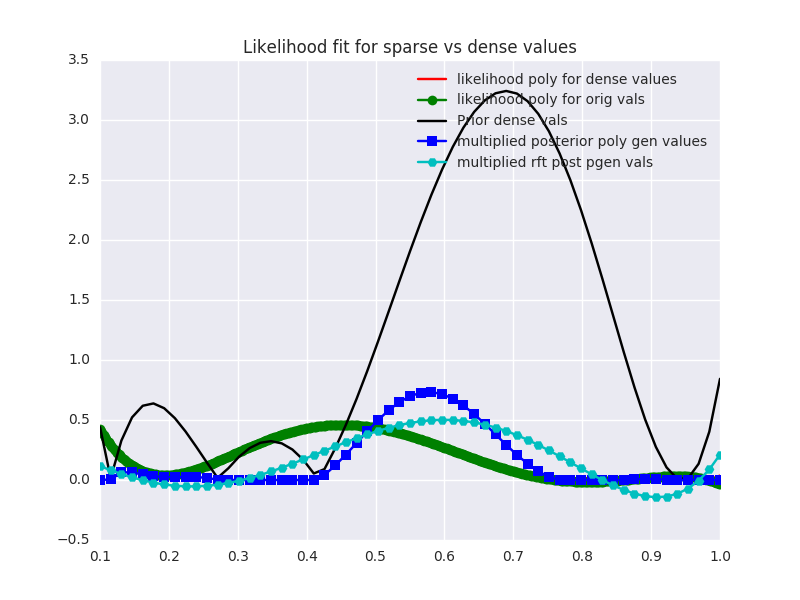 Likelihood fit for sparse vs dense values
3.5
3.0
2.5
2.0
1.5
1.0
0.5
0.0
−0.5
likelihood poly for dense values
likelihood poly for orig vals
Prior dense vals
multiplied posterior poly gen values
multiplied rft post pgen vals
0.1 0.2 0.3 0.4 0.5 0.6 0.7 0.8 0.9 1.0